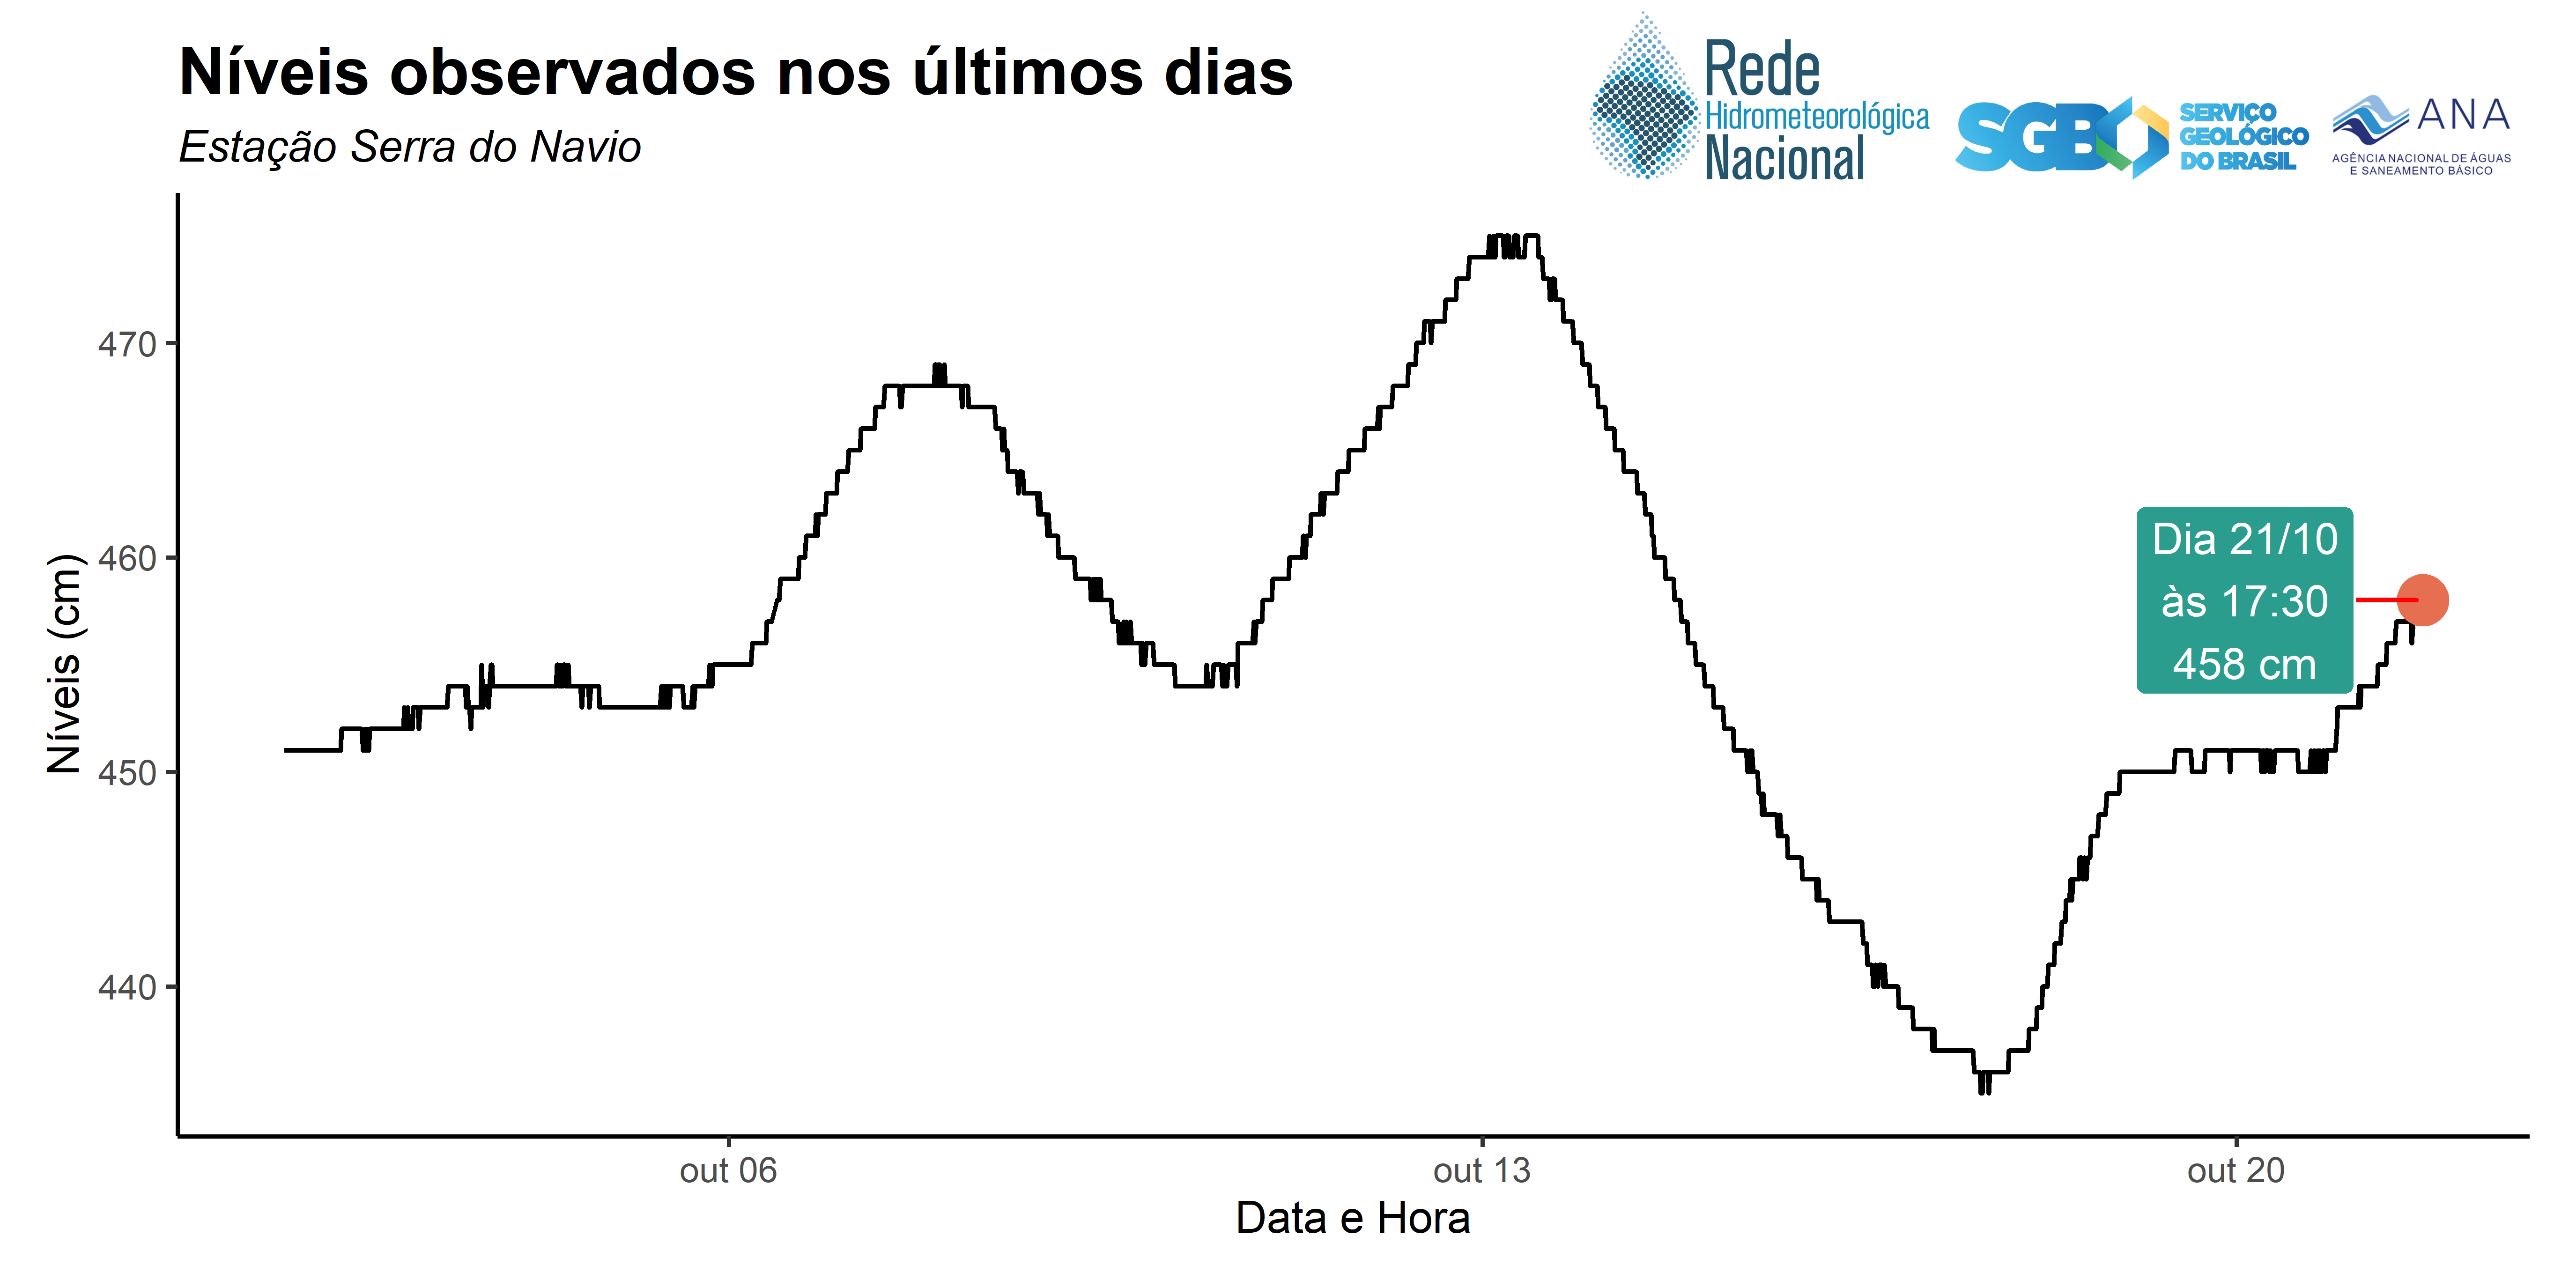 Níveis observados nos últimos dias
Estação Serra do Navio
Rede
Hidrometeorológica
Nacional
SGB
SERVIÇO
GEOLÓGICO
DO BRASIL
ANA
AGÊNCIA NACIONAL DE ÁGUAS
E SANEAMENTO BÁSICO
Níveis (cm)
470
460
450
440
Dia 21/10
às 17:30
458 cm
out 06
out 13
out 20
Data e Hora